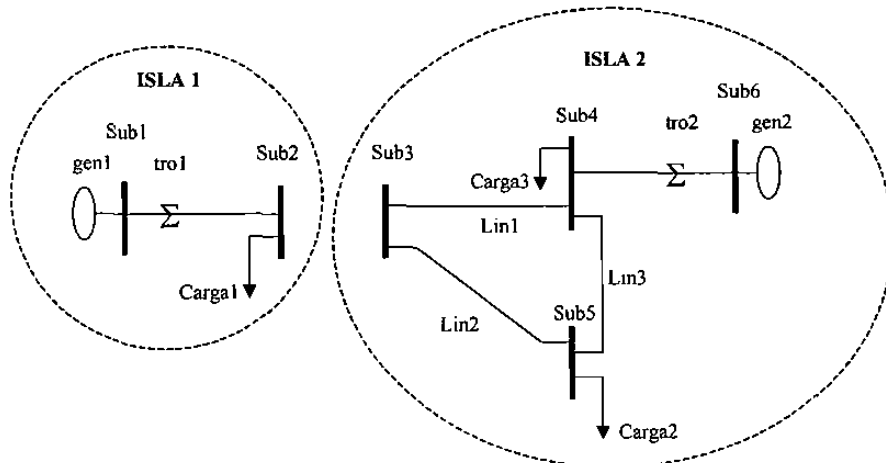 ISLA 1
Sub1
gen1
tro1
Sub2
Carga1
ISLA 2
Sub6
Sub4
tro2
gen2
Sub3
Carga3
Lin1
Lin3
Sub5
Lin2
Carga2